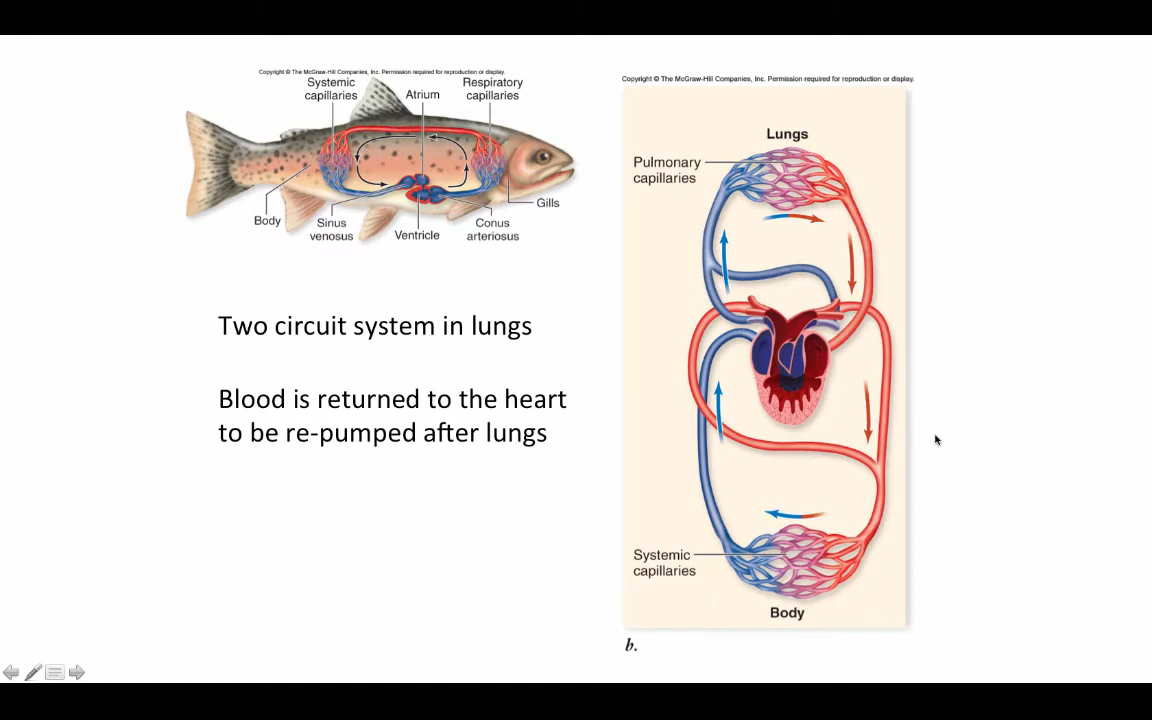 Copyright © The McGraw-Hill Companies, Inc. Permission required for reproduction or display.
Systemic
capillaries
Atrium
Respiratory
capillaries
Body
Sinus
venosus
Ventricle
Conus
arteriosus
Gills
Two circuit system in lungs
Blood is returned to the heart
to be re-pumped after lungs
Copyright © The McGraw-Hill Companies, Inc. Permission required for reproduction or display.
Lungs
Pulmonary
capillaries
Systemic
capillaries
Body
b.